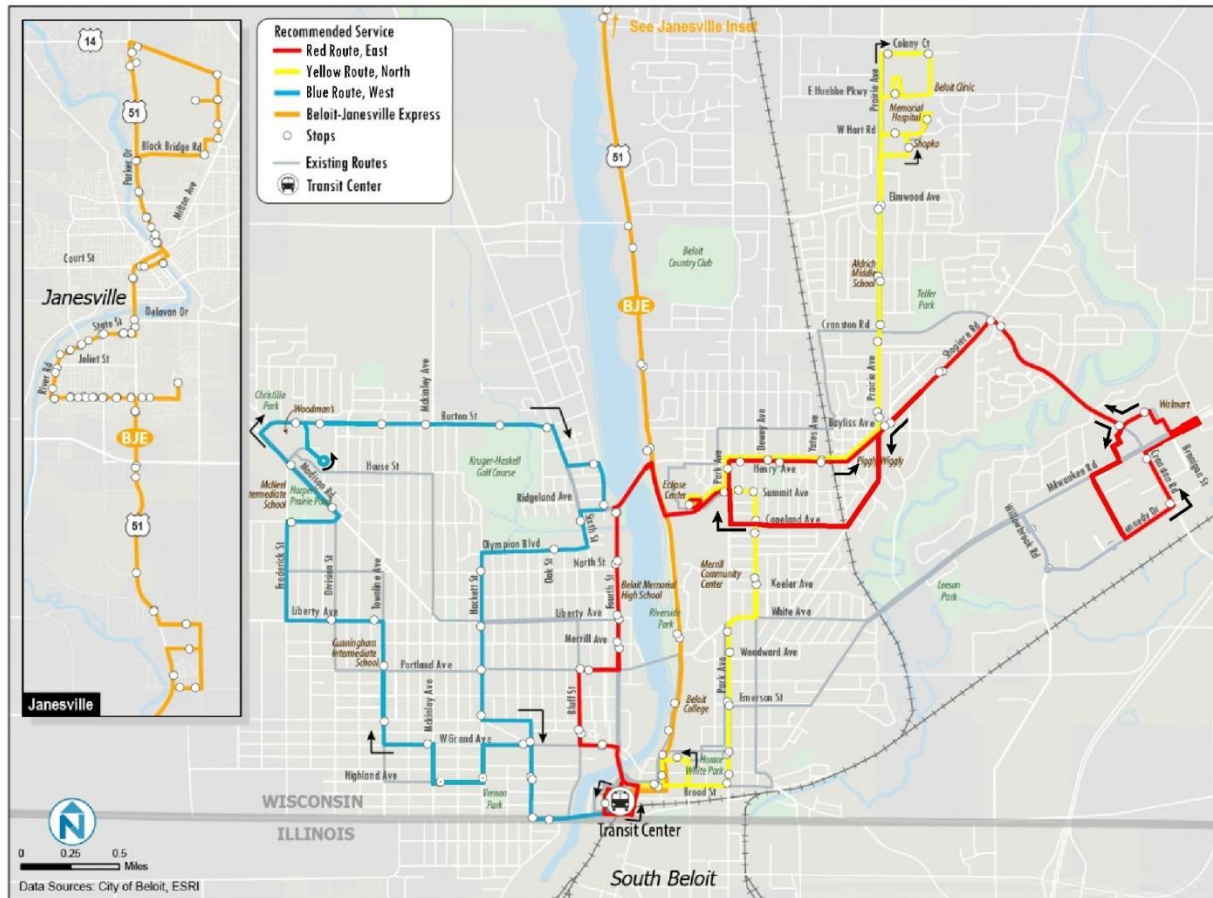 14
51
Black Bridge Rd
Parker Dr
Milton Ave
Court St
Janesville
Delavan Dr
State St
Joliet St
River Rd
BJE
51
Janesville
Recommended Service
Red Route, East
Yellow Route, North
Blue Route, West
Beloit-Janesville Express
Stops
Existing Routes
Transit Center
See Janesville Inset
51
BJE
Colony Ct
Prairie Ave
E Huebbe Pkwy
Beloit Clinic
Memorial
Hospital
W Hart Rd
Shopko
Elmwood Ave
Beloit
Country Club
Aldrich
Middle
School
Telfer
Park
Cranston Rd
Shopiere Rd
Prairie Ave
Bayliss Ave
Walmart
Christilla
Park
Woodman's
Mckinley Ave
Burton St
House St
Kruger-Haskell
Golf Course
Madison Rd
McNeel
Intermediate
School
Prairie Park
Ridgeland Ave
Sixth St
Olympian Blvd
Oak St
North St
Frederick St
Division St
Townline Ave
Hackett St
Fourth St
Liberty Ave
Liberty Ave
Merrill Ave
Beloit Memorial
High School
Riverside
Park
Cunningham
Intermediate
School
Portland Ave
Bluff St
Mckinley Ave
W Grand Ave
Highland Ave
Vernon
Park
Park Ave
Dewey Ave
Yates Ave
Henry Ave
Piggly Wiggly
Eclipse
Center
Summit Ave
Copeland Ave
Merrill
Community
Center
Keeler Ave
White Ave
Woodward Ave
Park Ave
Emerson St
Beloit
College
Horace
White Park
Broad St
Milwaukee Rd
Cranston Rd
Branigan St
Kennedy Dr
Willowbrook Rd
Leeson
Park
WISCONSIN
ILLINOIS
Transit Center
South Beloit
N
0 0.25 0.5
Miles
Data Sources: City of Beloit, ESRI